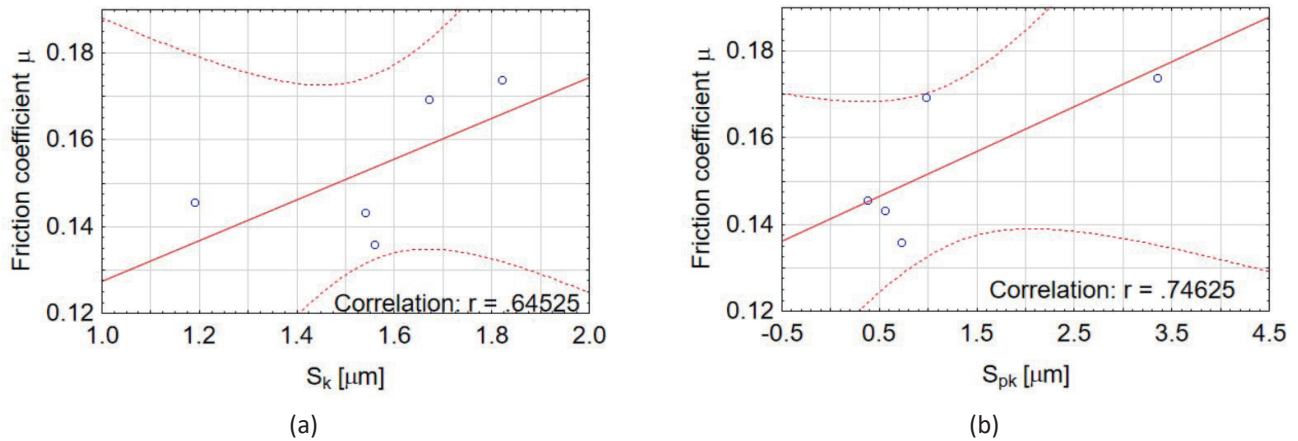 Friction coefficient μ
0.18
0.16
0.14
0.12
Correlation: r = .64525
1.0
1.2
1.4
1.6
1.8
2.0
Sk [μm]
(a)
Friction coefficient μ
0.18
0.16
0.14
0.12
Correlation: r = .74625
-0.5
0.5
1.5
2.5
3.5
4.5
Spk [μm]
(b)